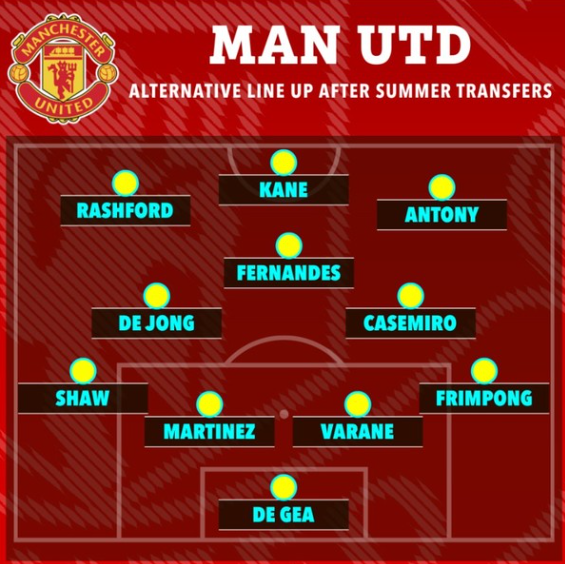 MANCHESTER
UNITED
MAN UTD
ALTERNATIVE LINE UP AFTER SUMMER TRANSFERS
RASHFORD
KANE
ANTONY
FERNANDES
DE JONG
CASEMIRO
SHAW
FRIMPONG
MARTINEZ
VARANE
DE GEA